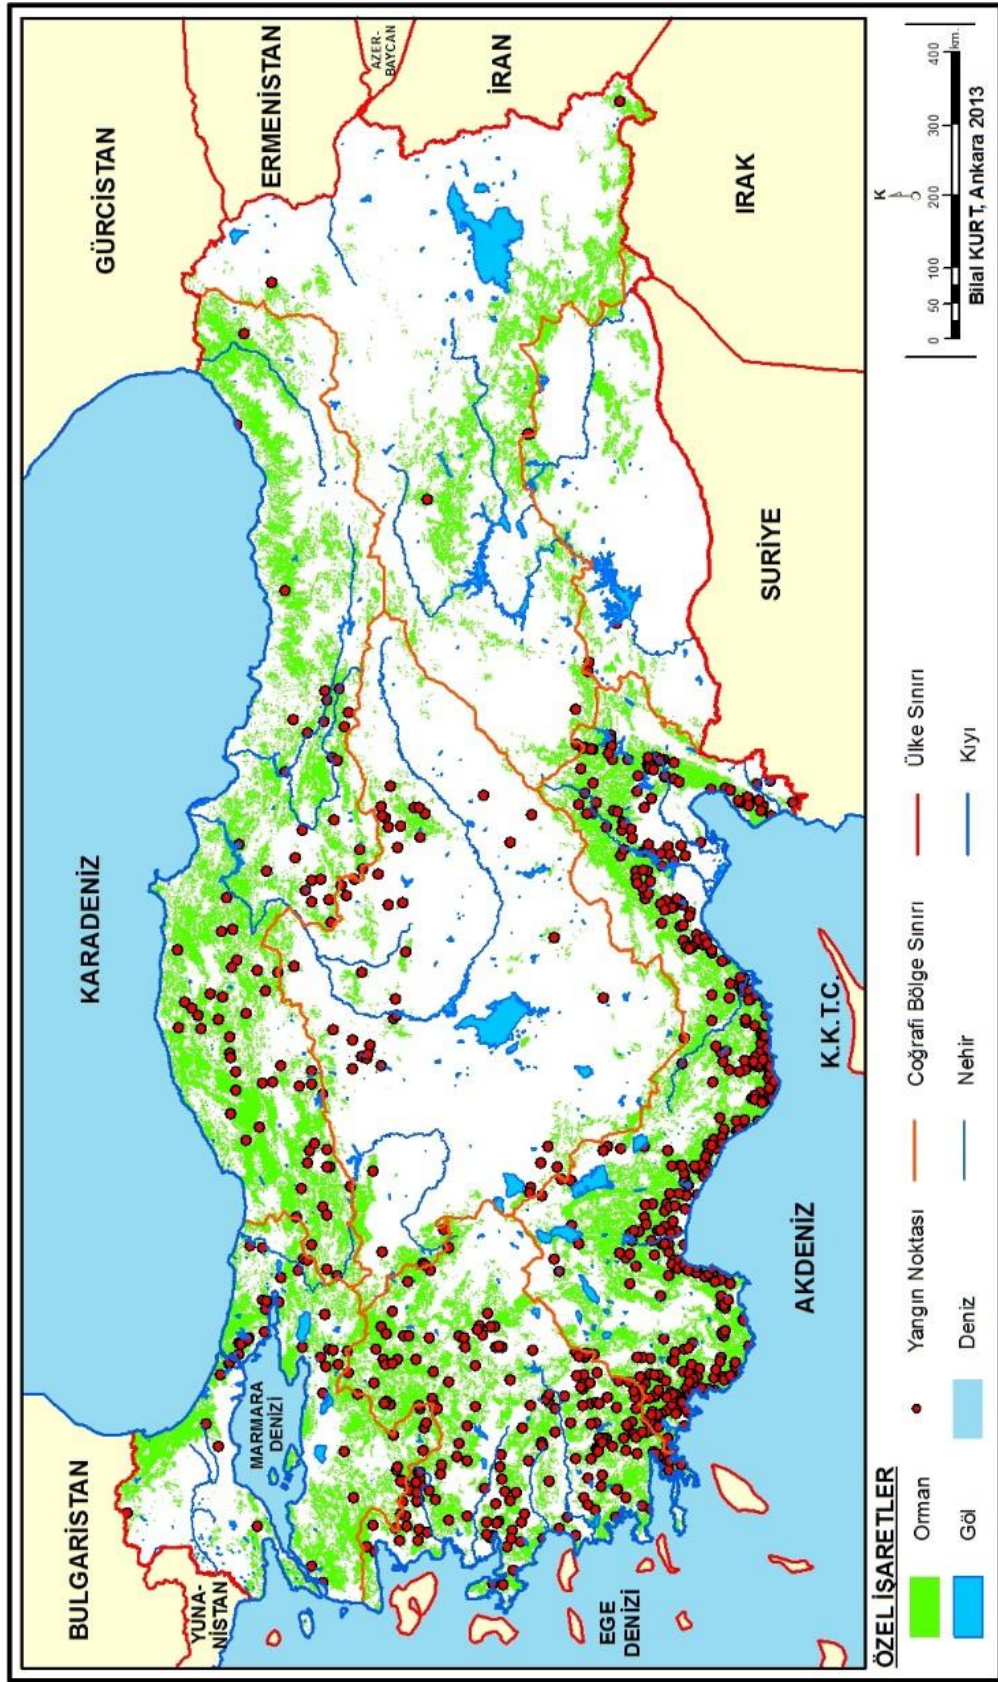 BULGARİSTAN
YUNA-
NİSTAN
KARADENİZ
GÜRCİSTAN
ERMENİSTAN
AZER-
BAYCAN
İRAN
MARMARA
DENİZİ
EGE
DENİZİ
AKDENİZ
K.K.T.C.
SURİYE
IRAK
ÖZEL İŞARETLER
Orman
Yangın Noktası
Coğrafi Bölge Sınırı
Ülke Sınırı
Göl
Deniz
Nehir
Kıyı
K
0 50 100 200 300 400
km.
Bilal KURT, Ankara 2013